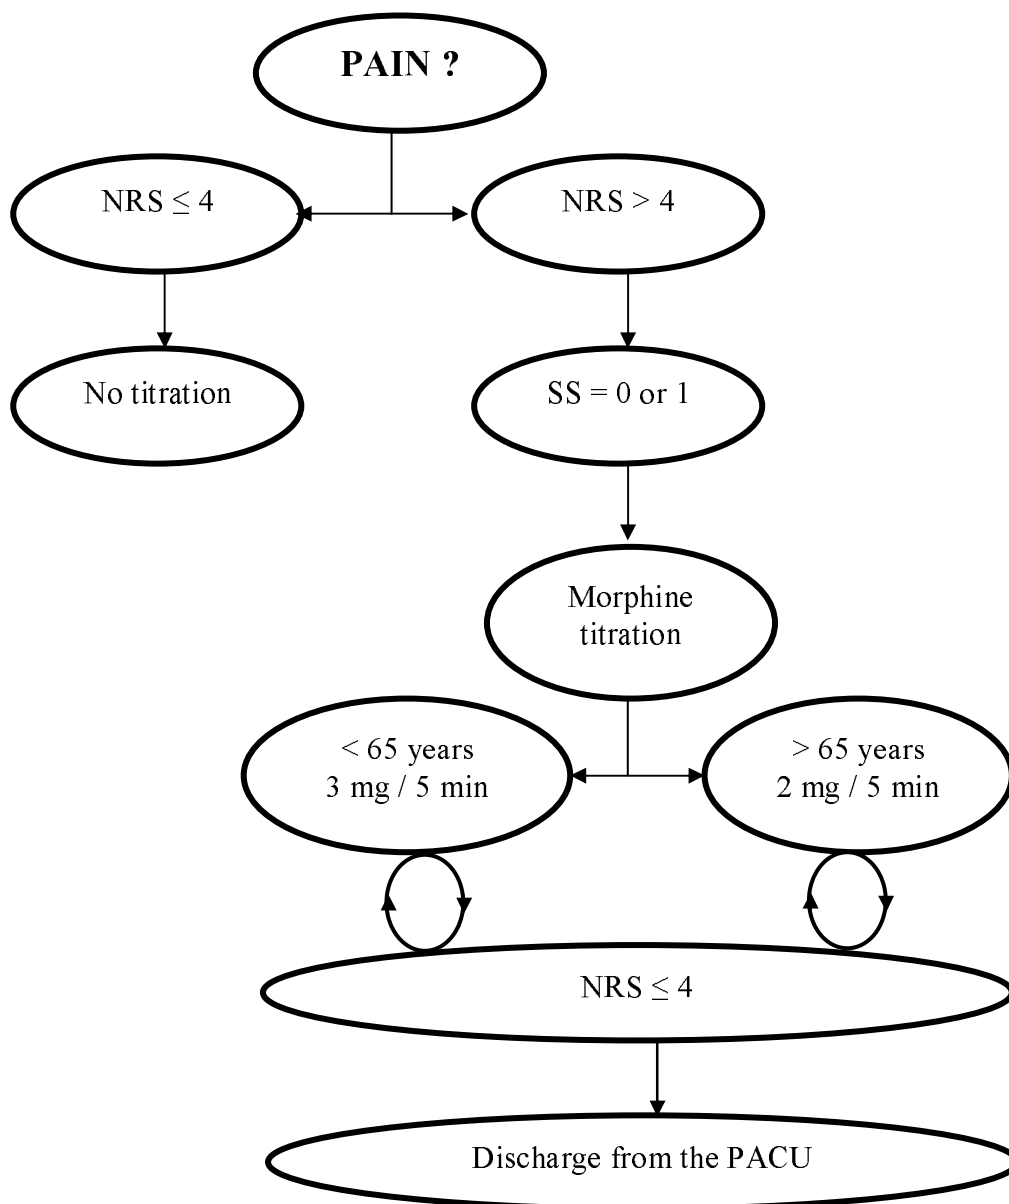 PAIN ?
NRS ≤ 4
NRS > 4
No titration
SS = 0 or 1
Morphine
titration
< 65 years
3 mg / 5 min
> 65 years
2 mg / 5 min
NRS ≤ 4
Discharge from the PACU